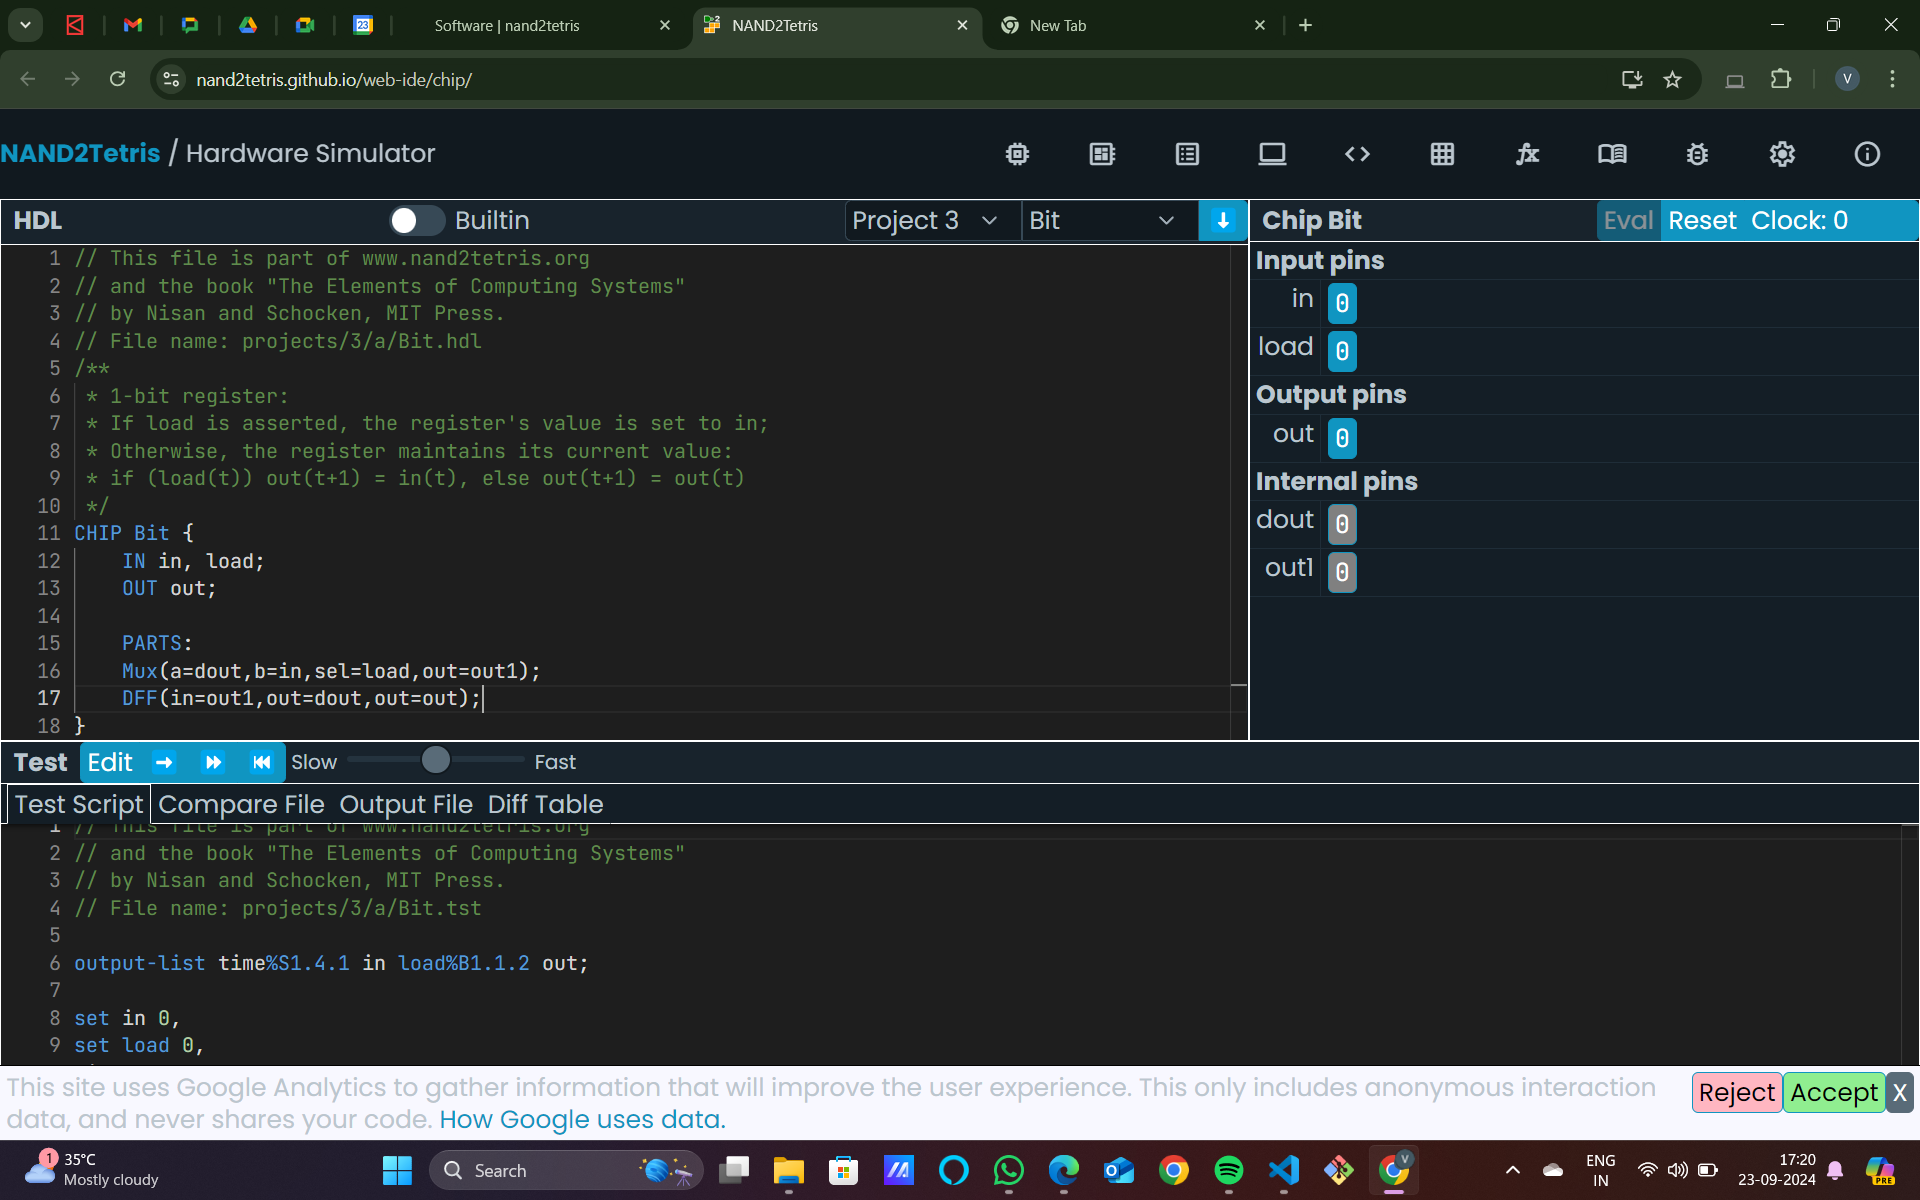 Software | nand2tetris
NAND2Tetris
New Tab
nand2tetris.github.io/web-ide/chip/
V
NAND2Tetris / Hardware Simulator
HDL
Builtin
Project 3
Bit
Chip Bit
Eval
Reset
Clock: 0
1 // This file is part of www.nand2tetris.org
2 // and the book "The Elements of Computing Systems"
3 // by Nisan and Schocken, MIT Press.
4 // File name: projects/3/a/Bit.hdl
5 /**
6 * 1-bit register:
7 * If load is asserted, the register's value is set to in;
8 * Otherwise, the register maintains its current value:
9 * if (load(t)) out(t+1) = in(t), else out(t+1) = out(t)
10 */
11 CHIP Bit {
12 IN in, load;
13 OUT out;
14
15 PARTS:
16 Mux(a=dout,b=in,sel=load,out=out1);
17 DFF(in=out1,out=dout,out=out);
18 }
Input pins
in 0
load 0
Output pins
out 0
Internal pins
dout 0
out1 0
Test
Edit
Slow
Fast
Test Script
Compare File
Output File
Diff Table
1 // This file is part of www.nand2tetris.org
2 // and the book "The Elements of Computing Systems"
3 // by Nisan and Schocken, MIT Press.
4 // File name: projects/3/a/Bit.tst
5
6 output-list time%S1.4.1 in load%B1.1.2 out;
7
8 set in 0,
9 set load 0,
This site uses Google Analytics to gather information that will improve the user experience. This only includes anonymous interaction
data, and never shares your code. How Google uses data.
Reject
Accept
X
1
35°C
Mostly cloudy
Search
V
ENG
IN
17:20
23-09-2024
PRE